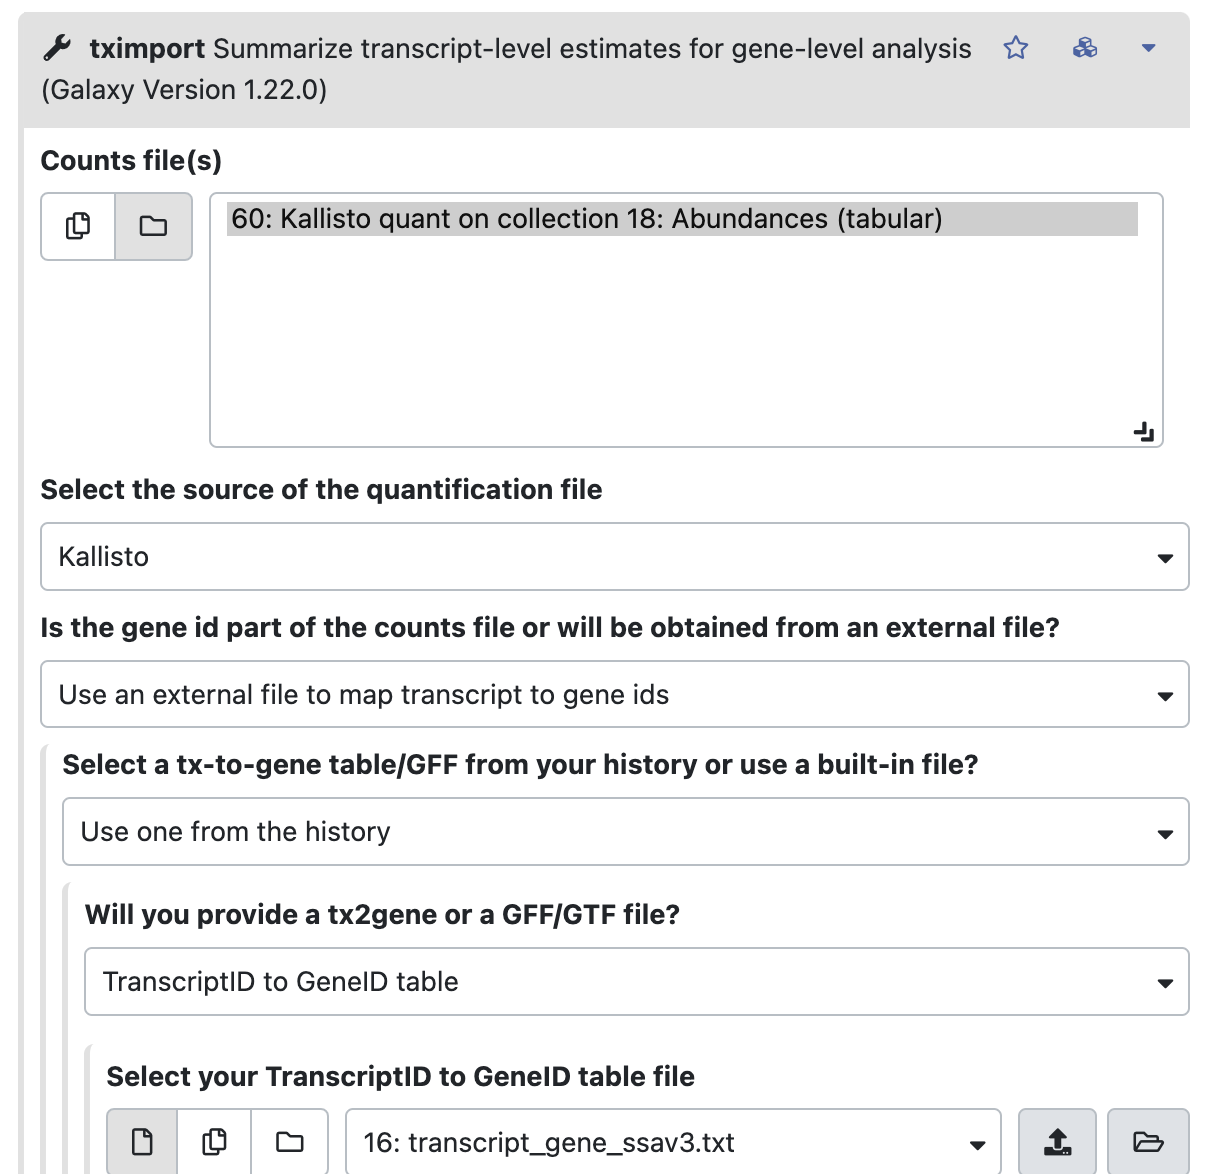 tximport Summarize transcript-level estimates for gene-level analysis
(Galaxy Version 1.22.0)
Counts file(s)
60: Kallisto quant on collection 18: Abundances (tabular)
Select the source of the quantification file
Kallisto
Is the gene id part of the counts file or will be obtained from an external file?
Use an external file to map transcript to gene ids
Select a tx-to-gene table/GFF from your history or use a built-in file?
Use one from the history
Will you provide a tx2gene or a GFF/GTF file?
TranscriptID to GeneID table
Select your TranscriptID to GeneID table file
16: transcript_gene_ssav3.txt